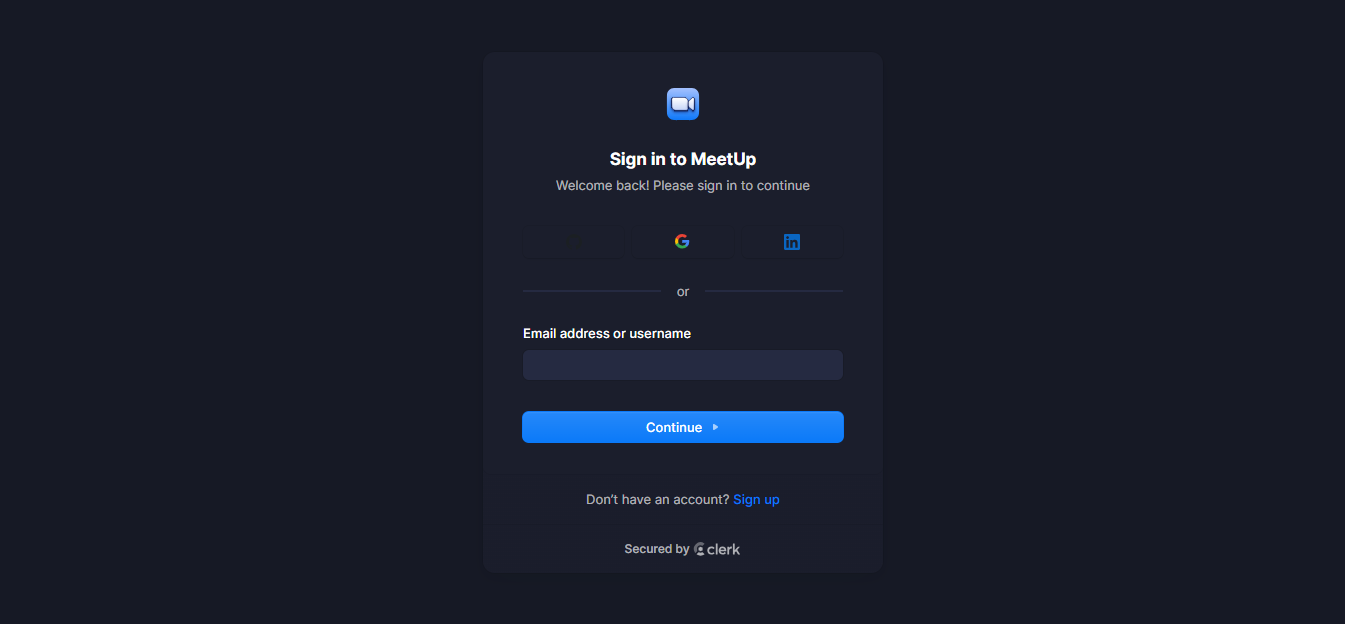 Sign in to MeetUp
Welcome back! Please sign in to continue
or
Email address or username
Continue
Don't have an account? Sign up
Secured by clerk